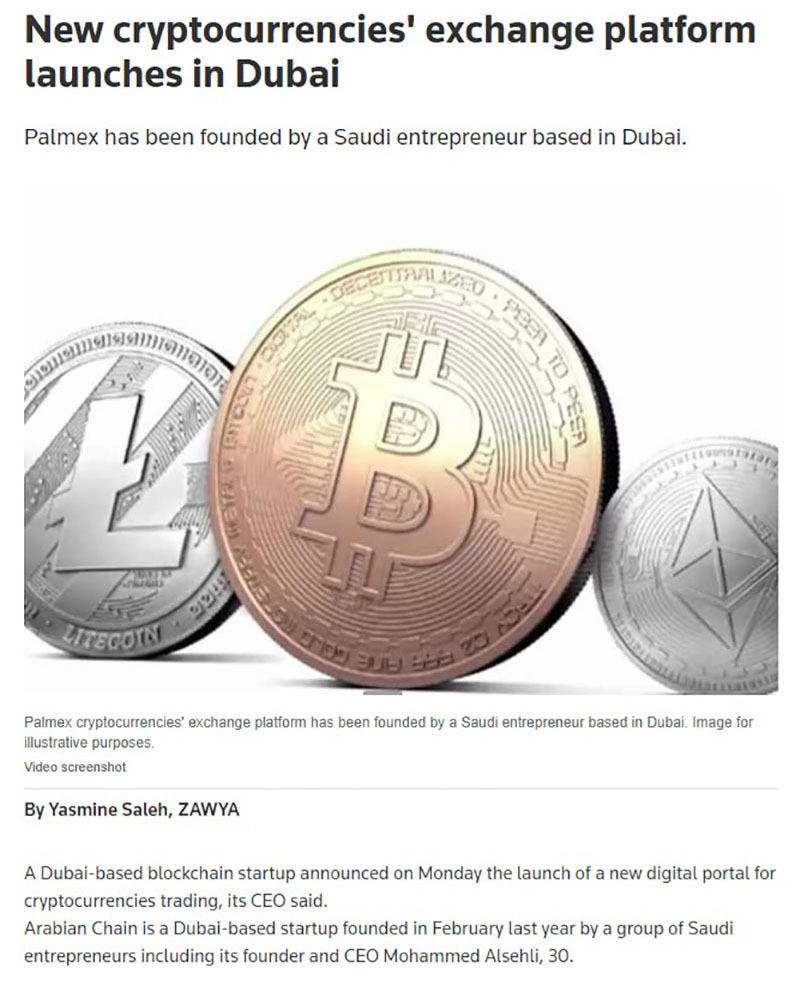 New cryptocurrencies' exchange platform
launches in Dubai
Palmex has been founded by a Saudi entrepreneur based in Dubai.
DIGITAL · DECENTRALIZED · PEER TO PEER
LITECOIN
Palmex cryptocurrencies' exchange platform has been founded by a Saudi entrepreneur based in Dubai. Image for
illustrative purposes.
Video screenshot
By Yasmine Saleh, ZAWYA
A Dubai-based blockchain startup announced on Monday the launch of a new digital portal for
cryptocurrencies trading, its CEO said.
Arabian Chain is a Dubai-based startup founded in February last year by a group of Saudi
entrepreneurs including its founder and CEO Mohammed Alsehli, 30.